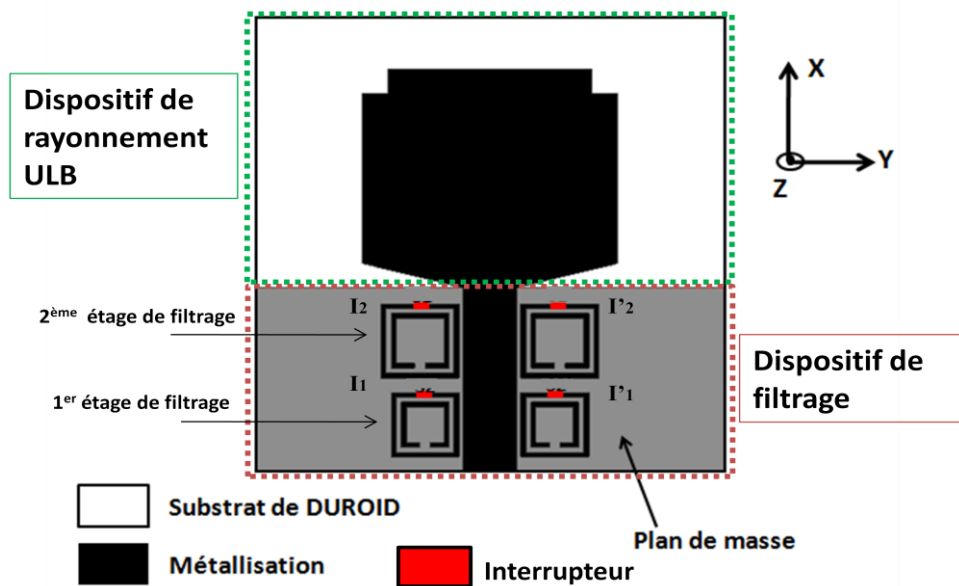 Dispositif de
rayonnement
ULB
X
Y
Z
I2
I'2
2ème étage de filtrage
I1
I'1
1er étage de filtrage
Dispositif de
filtrage
Substrat de DUROID
Plan de masse
Métallisation
Interrupteur